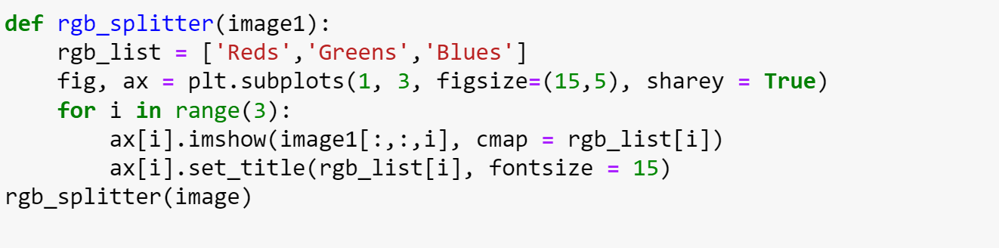 def rgb_splitter(image1):
    rgb_list = ['Reds','Greens','Blues']
    fig, ax = plt.subplots(1, 3, figsize=(15,5), sharey = True)
    for i in range(3):
        ax[i].imshow(image1[:,:,i], cmap = rgb_list[i])
        ax[i].set_title(rgb_list[i], fontsize = 15)
rgb_splitter(image)